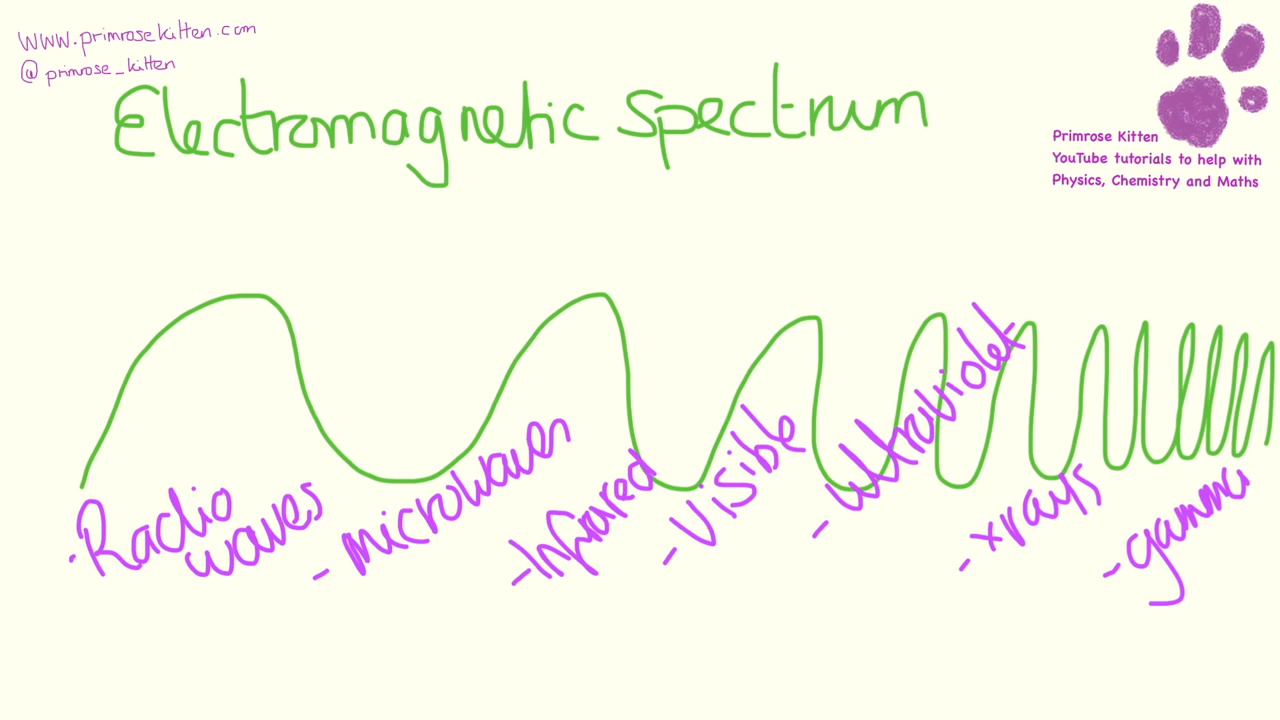 www.primrosekitten.com
@primrose_kitten
Electromagnetic Spectrum
Primrose Kitten
YouTube tutorials to help with
Physics, Chemistry and Maths
-Radio
waves
-microwaves
-Infrared
-Visible
-ultraviolet
-xrays
-gamma